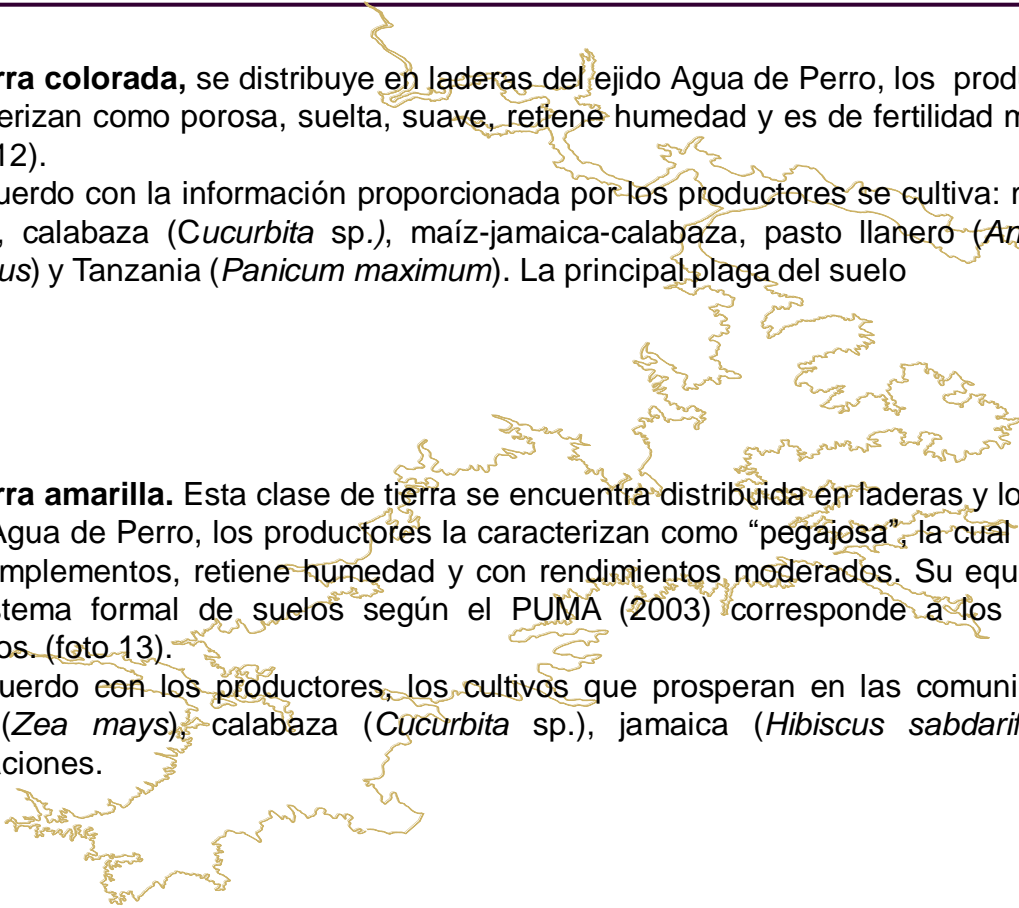 rra colorada, se distribuye en laderas del ejido Agua de Perro, los produ
erizan como porosa, suelta, suave, retiene humedad y es de fertilidad m
12).
uerdo con la información proporcionada por los productores se cultiva: m
, calabaza (Cucurbita sp.), maíz-jamaica-calabaza, pasto llanero (An
us) y Tanzania (Panicum maximum). La principal plaga del suelo
rra amarilla. Esta clase de tierra se encuentra distribuida en laderas y lo
Agua de Perro, los productores la caracterizan como “pegajosa”, la cual
mplementos, retiene humedad y con rendimientos moderados. Su equ
stema formal de suelos según el PUMA (2003) corresponde a los
os. (foto 13).
uerdo con los productores, los cultivos que prosperan en las comuni
(Zea mays), calabaza (Cucurbita sp.), jamaica (Hibiscus sabdarif
aciones.